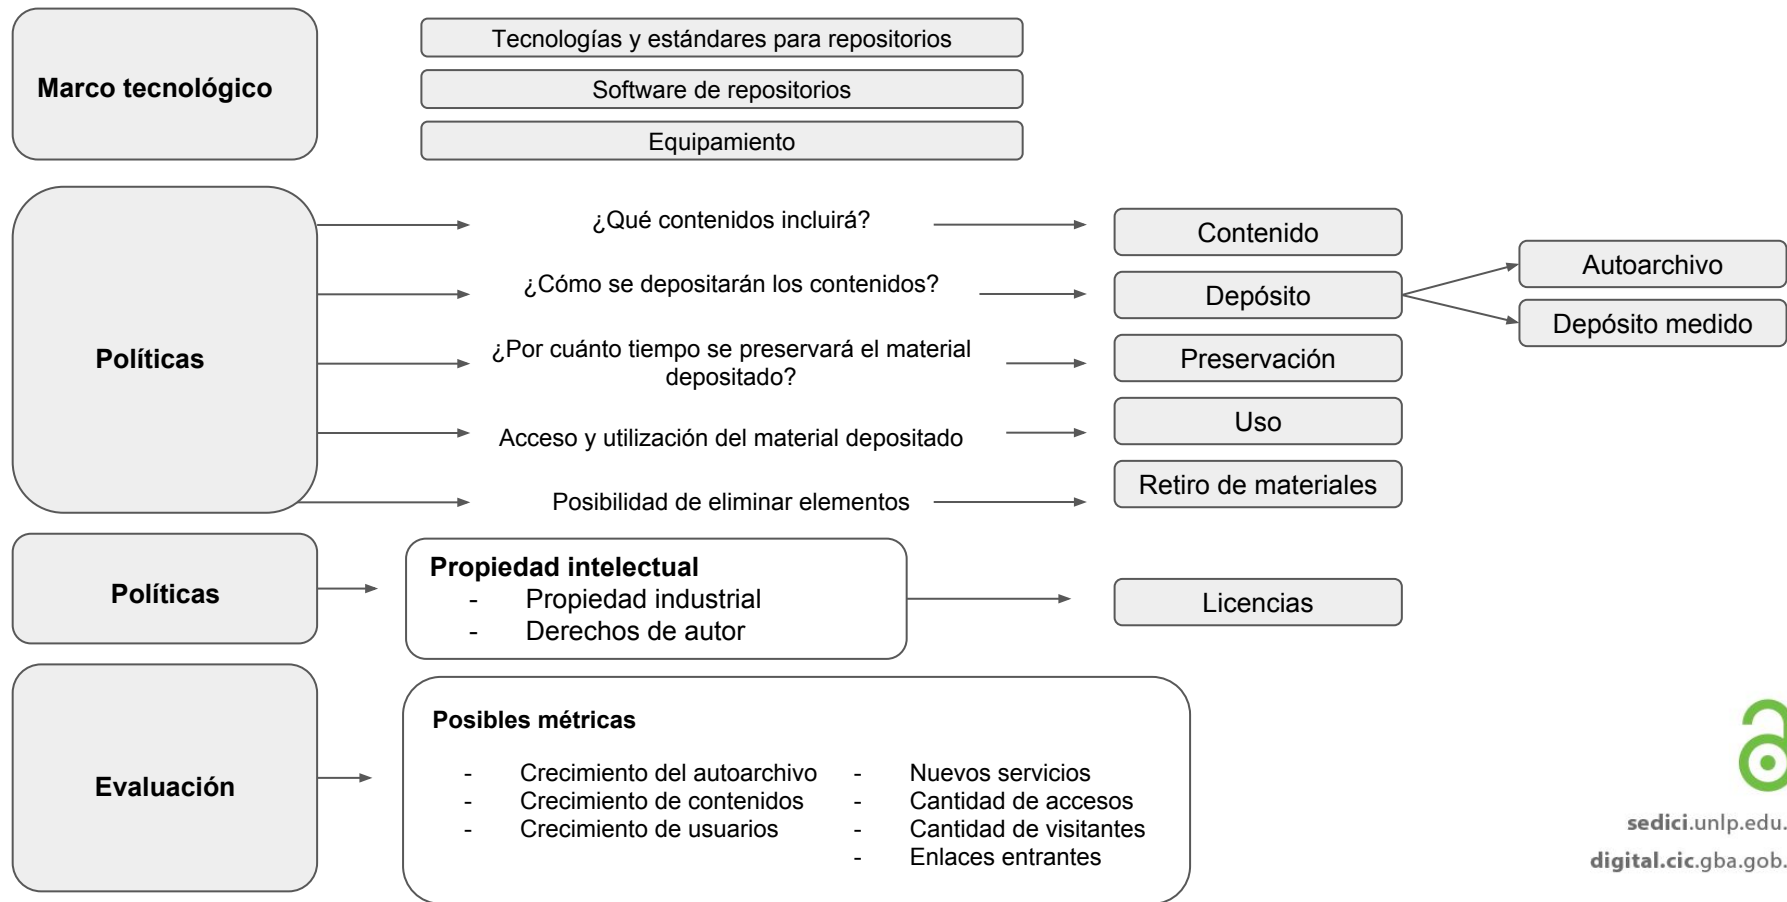 Marco tecnológico
Tecnologías y estándares para repositorios
Software de repositorios
Equipamiento
Políticas
¿Qué contenidos incluirá?
Contenido
¿Cómo se depositarán los contenidos?
Depósito
Autoarchivo
Depósito medido
¿Por cuánto tiempo se preservará el material
depositado?
Preservación
Acceso y utilización del material depositado
Uso
Posibilidad de eliminar elementos
Retiro de materiales
Políticas
Propiedad intelectual
- Propiedad industrial
- Derechos de autor
Licencias
Evaluación
Posibles métricas
- Crecimiento del autoarchivo
- Crecimiento de contenidos
- Crecimiento de usuarios
- Nuevos servicios
- Cantidad de accesos
- Cantidad de visitantes
- Enlaces entrantes
sedici.unlp.edu.
digital.cic.gba.gob.